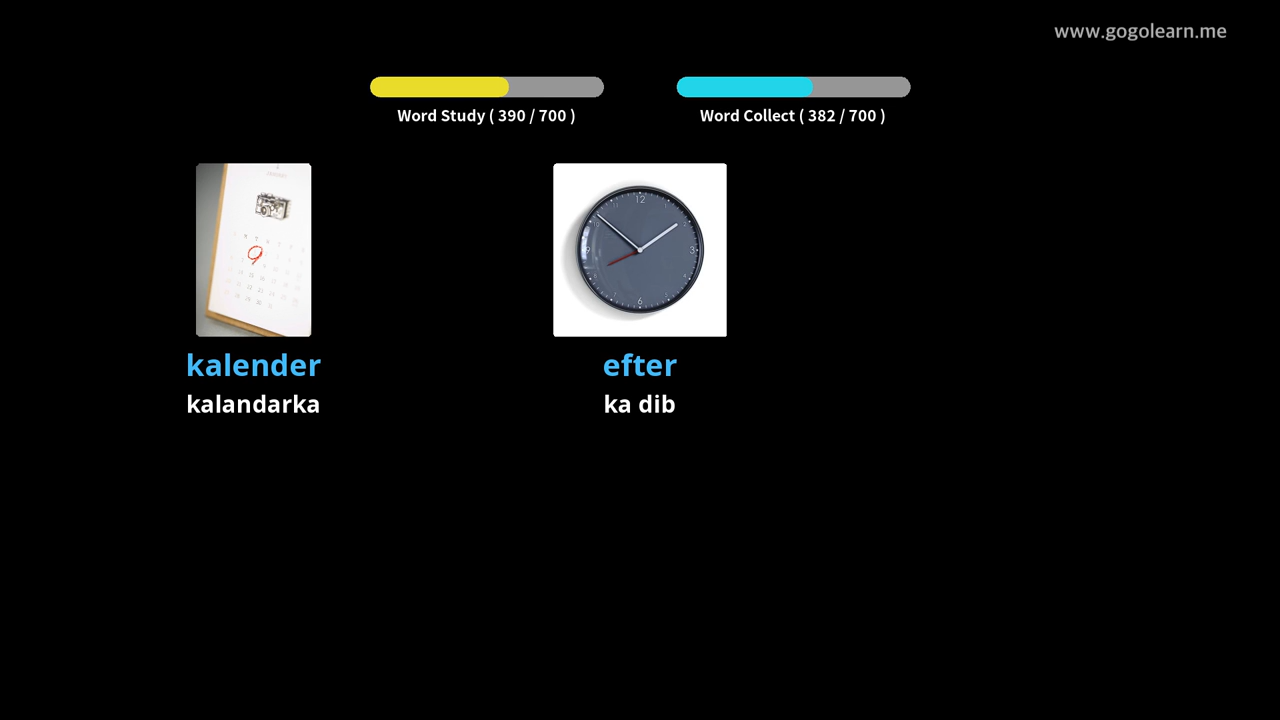 www.gogolearn.me
Word Study ( 390 / 700 )
Word Collect ( 382 / 700 )
kalender
kalandarka
efter
ka dib